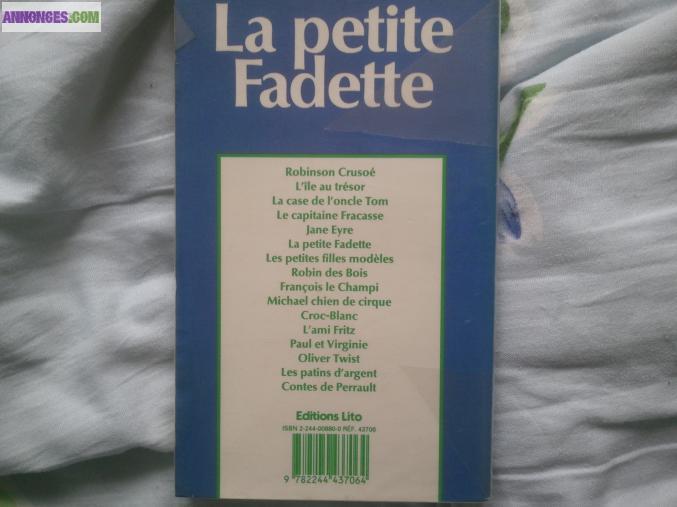 ANNONCES.COM
La petite
Fadette
Robinson Crusoé
L'île au trésor
La case de l'oncle Tom
Le capitaine Fracasse
Jane Eyre
La petite Fadette
Les petites filles modèles
Robin des Bois
François le Champi
Michael chien de cirque
Croc-Blanc
L'ami Fritz
Paul et Virginie
Oliver Twist
Les patins d'argent
Contes de Perrault
Editions Lito
ISBN 2-244-00880-0 RÉF. 43706
9 782244 437064